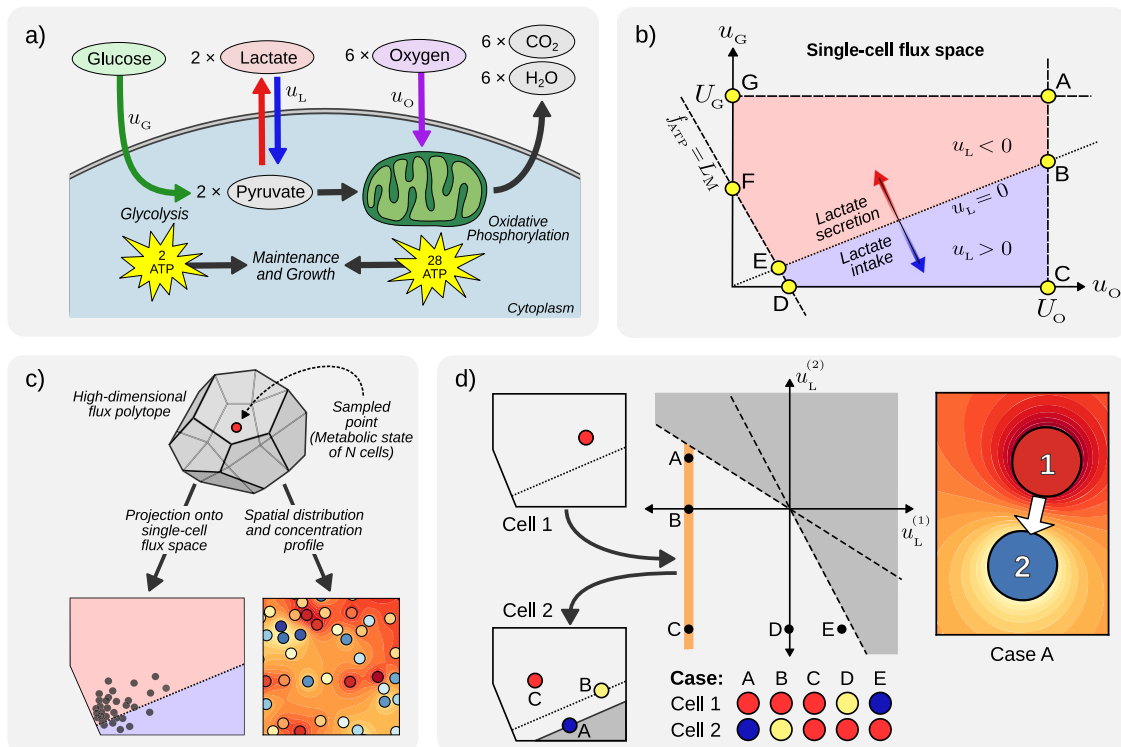 a)
Glucose
2 ×
Lactate
6 ×
Oxygen
6 ×
CO2
6 ×
H2O
uG
uL
uO
2 ×
Pyruvate
Glycolysis
Oxidative
Phosphorylation
2
ATP
Maintenance
and Growth
28
ATP
Cytoplasm
b)
uG
Single-cell flux space
G
A
UG
fATP = LM
uL < 0
F
B
Lactate
secretion
uL = 0
E
Lactate
intake
uL > 0
D
C
UO
uO
c)
High-dimensional
flux polytope
Sampled
point
(Metabolic state
of N cells)
Projection onto
single-cell
flux space
Spatial distribution
and concentration
profile
d)
uL(2)
A
B
Cell 1
uL(1)
Cell 2
C
D
E
C
B
A
1
2
Case A
Case: A B C D E
Cell 1
Cell 2